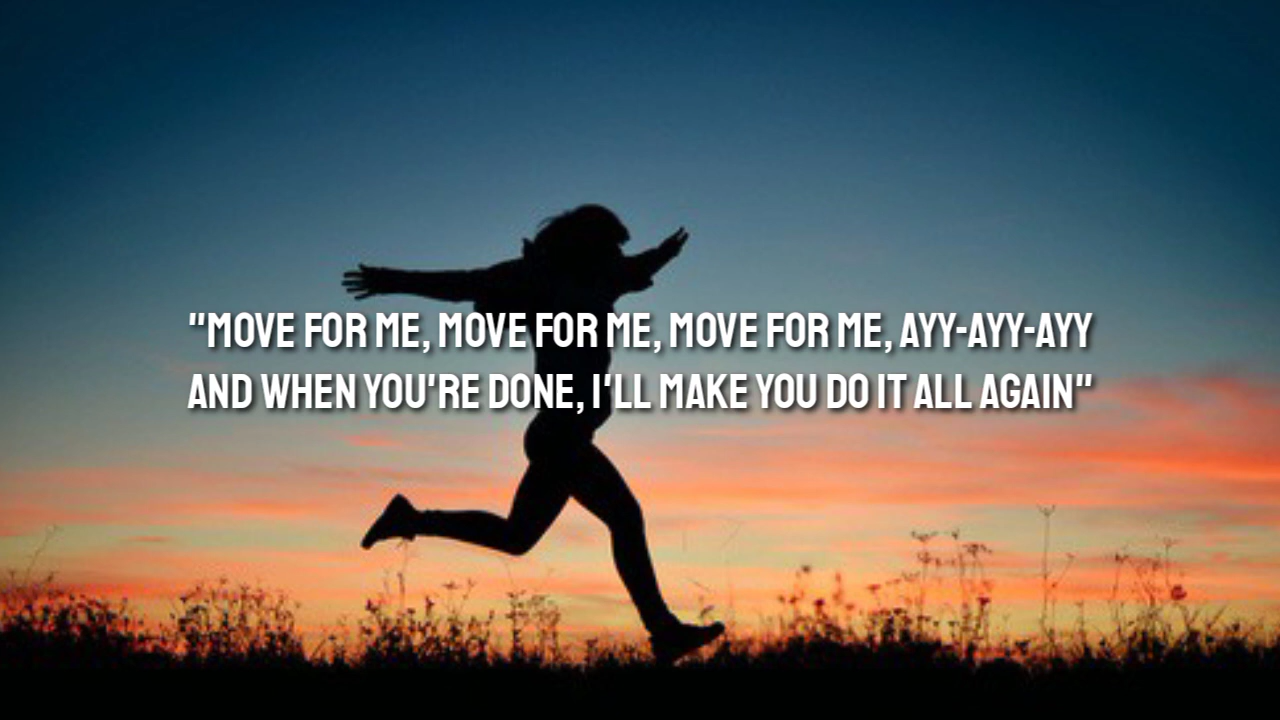 "MOVE FOR ME, MOVE FOR ME, MOVE FOR ME, AYY-AYY-AYY
AND WHEN YOU'RE DONE, I'LL MAKE YOU DO IT ALL AGAIN"